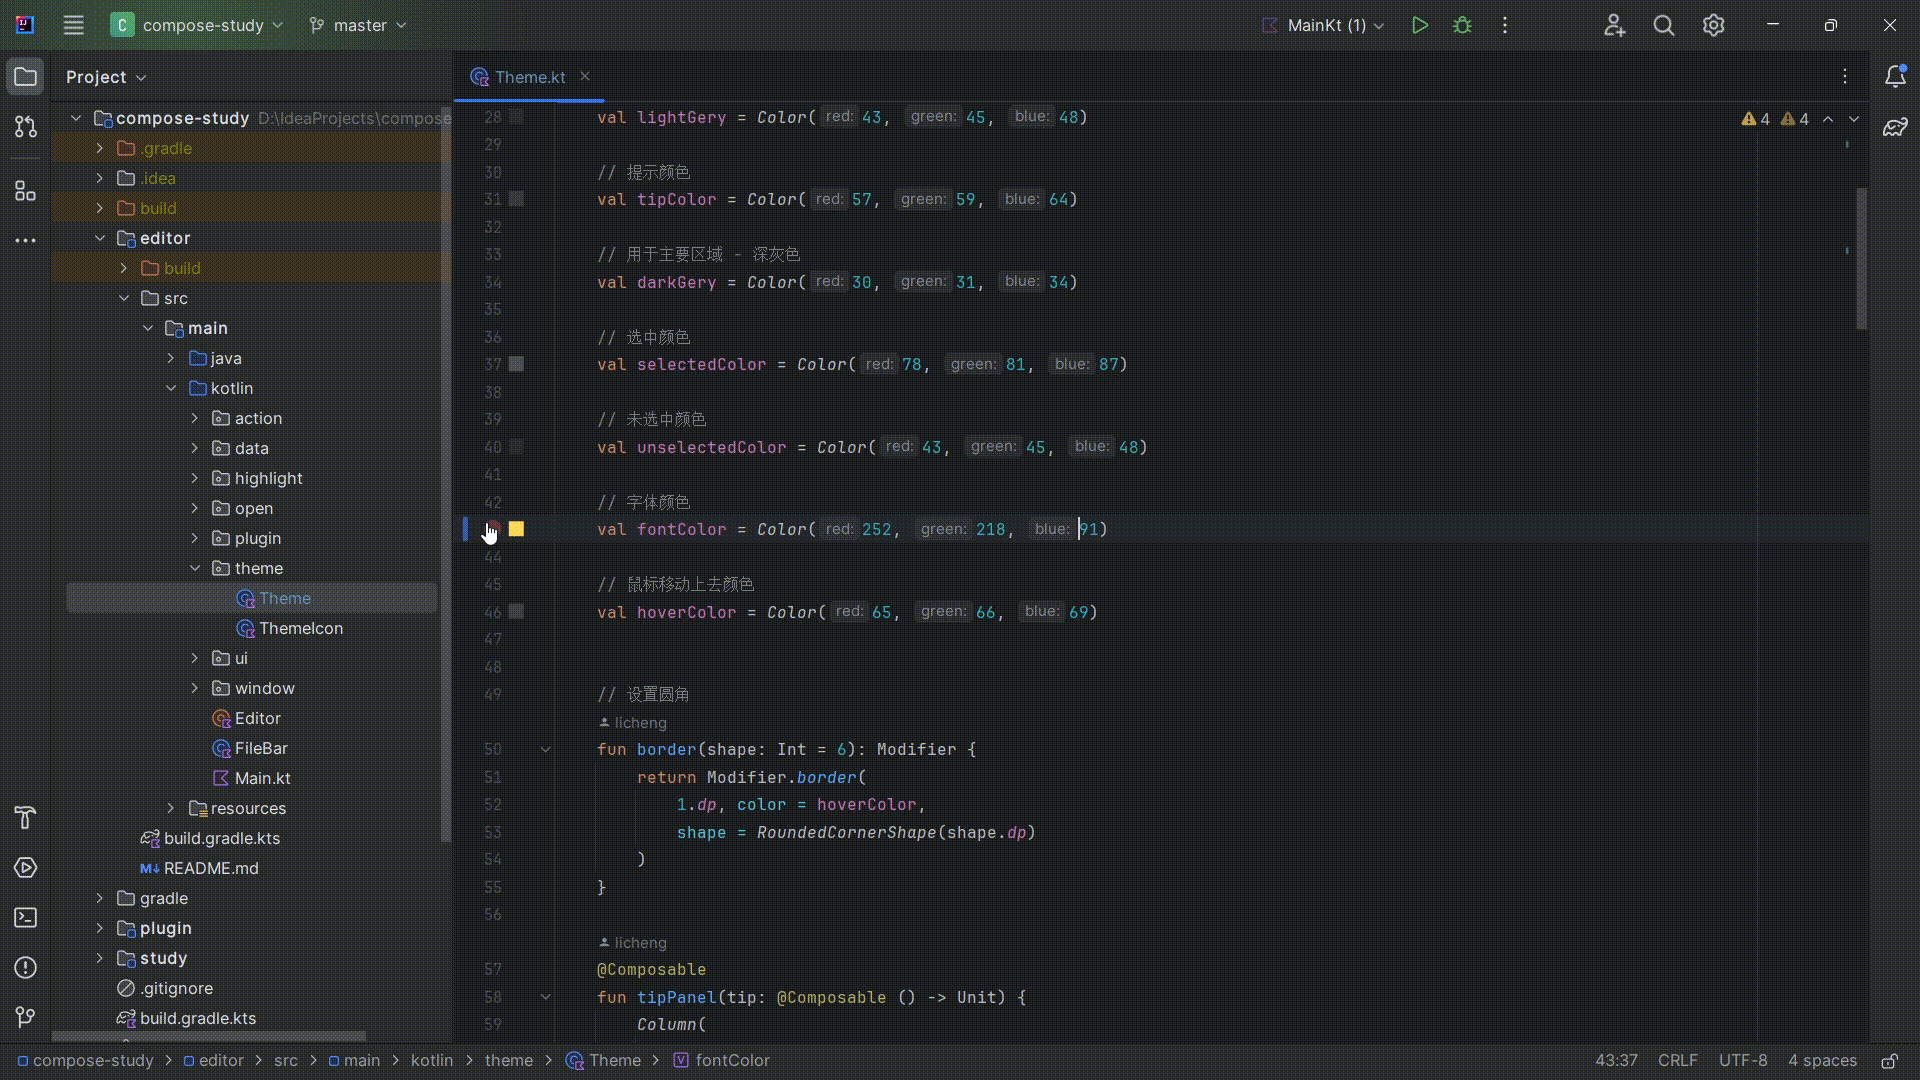 compose-study
master
MainKt (1)
Project
Theme.kt
compose-study D:\IdeaProjects\compose
.gradle
.idea
build
editor
build
src
main
java
kotlin
action
data
highlight
open
plugin
theme
Theme
ThemeIcon
ui
window
Editor
FileBar
Main.kt
resources
build.gradle.kts
README.md
gradle
plugin
study
.gitignore
build.gradle.kts
4 4
28 val lightGery = Color( red: 43, green: 45, blue: 48)
29
30 // 提示颜色
31 val tipColor = Color( red: 57, green: 59, blue: 64)
32
33 // 用于主要区域 - 深灰色
34 val darkGery = Color( red: 30, green: 31, blue: 34)
35
36 // 选中颜色
37 val selectedColor = Color( red: 78, green: 81, blue: 87)
38
39 // 未选中颜色
40 val unselectedColor = Color( red: 43, green: 45, blue: 48)
41
42 // 字体颜色
val fontColor = Color( red: 252, green: 218, blue: 91)
44
45 // 鼠标移动上去颜色
46 val hoverColor = Color( red: 65, green: 66, blue: 69)
47
48
49 // 设置圆角
licheng
50 fun border(shape: Int = 6): Modifier {
51 return Modifier.border(
52 1.dp, color = hoverColor,
53 shape = RoundedCornerShape(shape.dp)
54 )
55 }
56
licheng
57 @Composable
58 fun tipPanel(tip: @Composable () -> Unit) {
59 Column(
compose-study > editor > src > main > kotlin > theme > Theme > fontColor
43:37 CRLF UTF-8 4 spaces